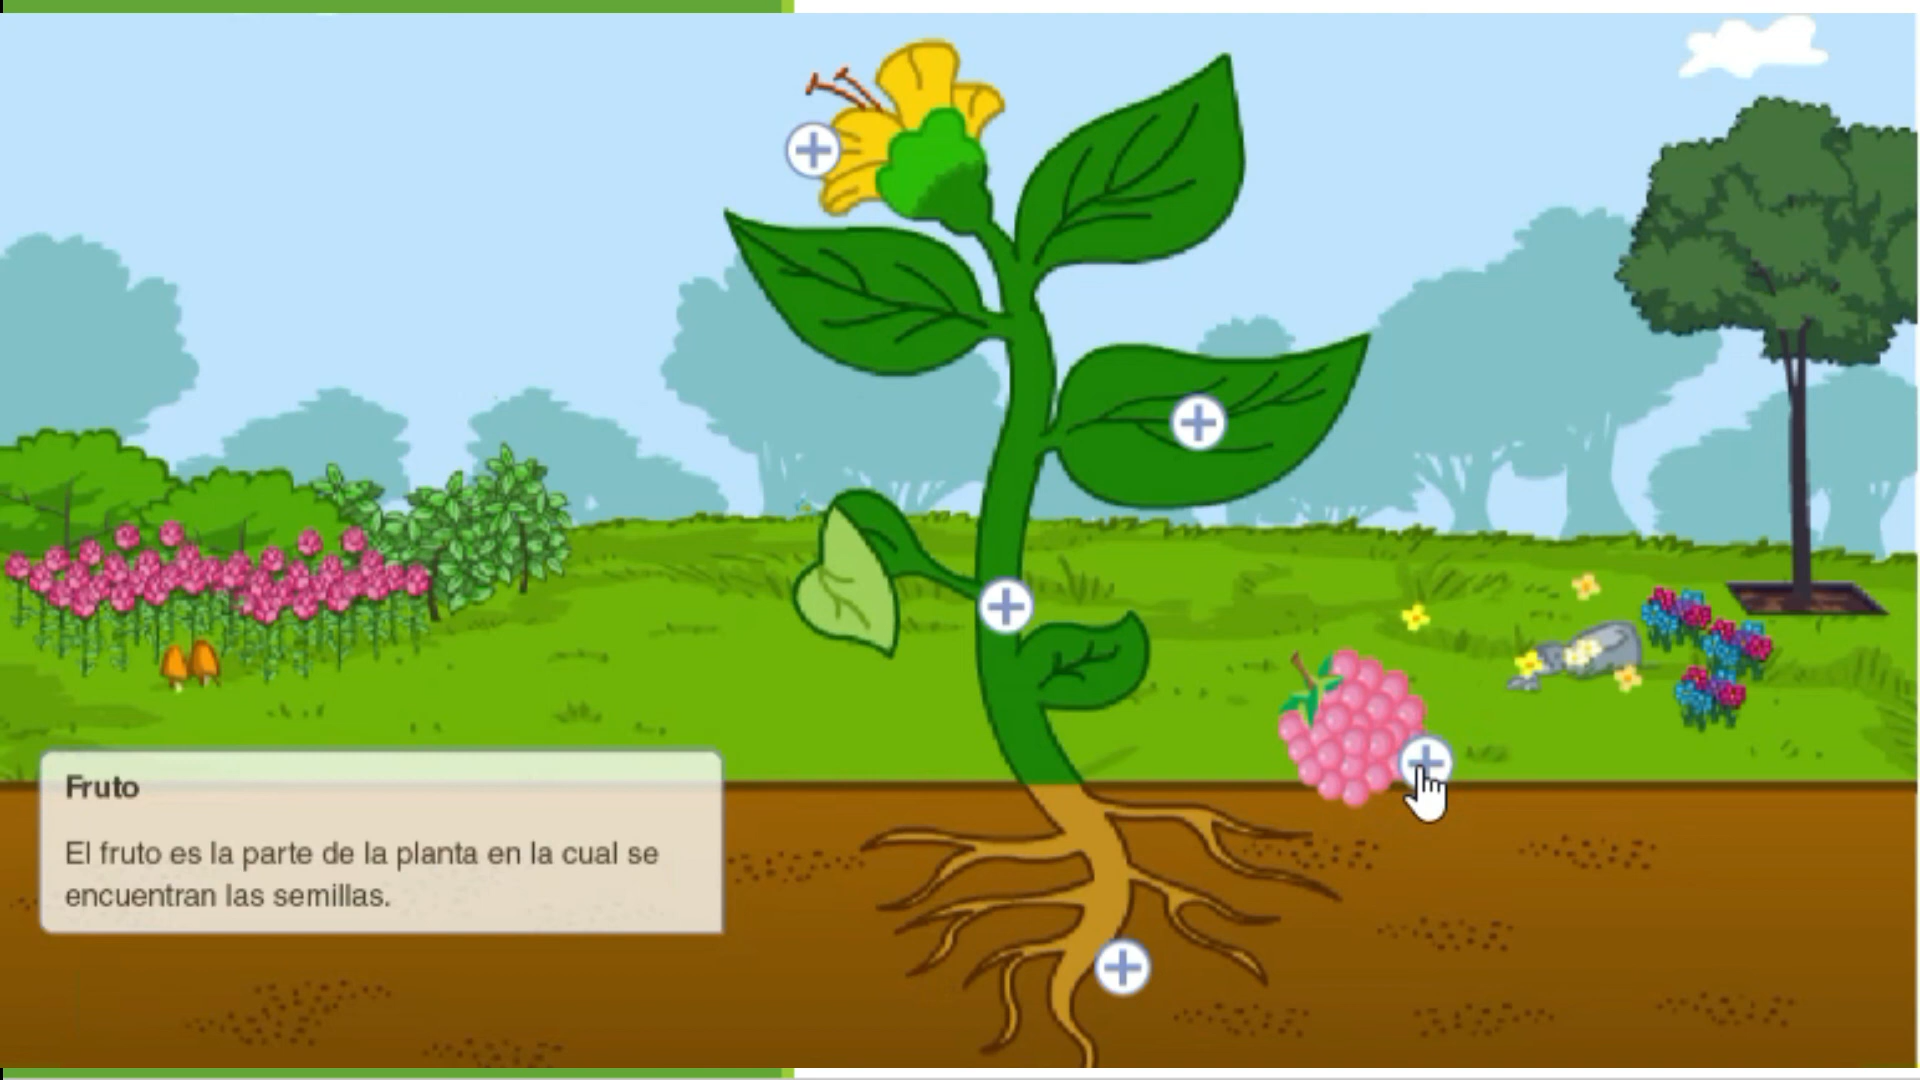 Fruto
El fruto es la parte de la planta en la cual se
encuentran las semillas.